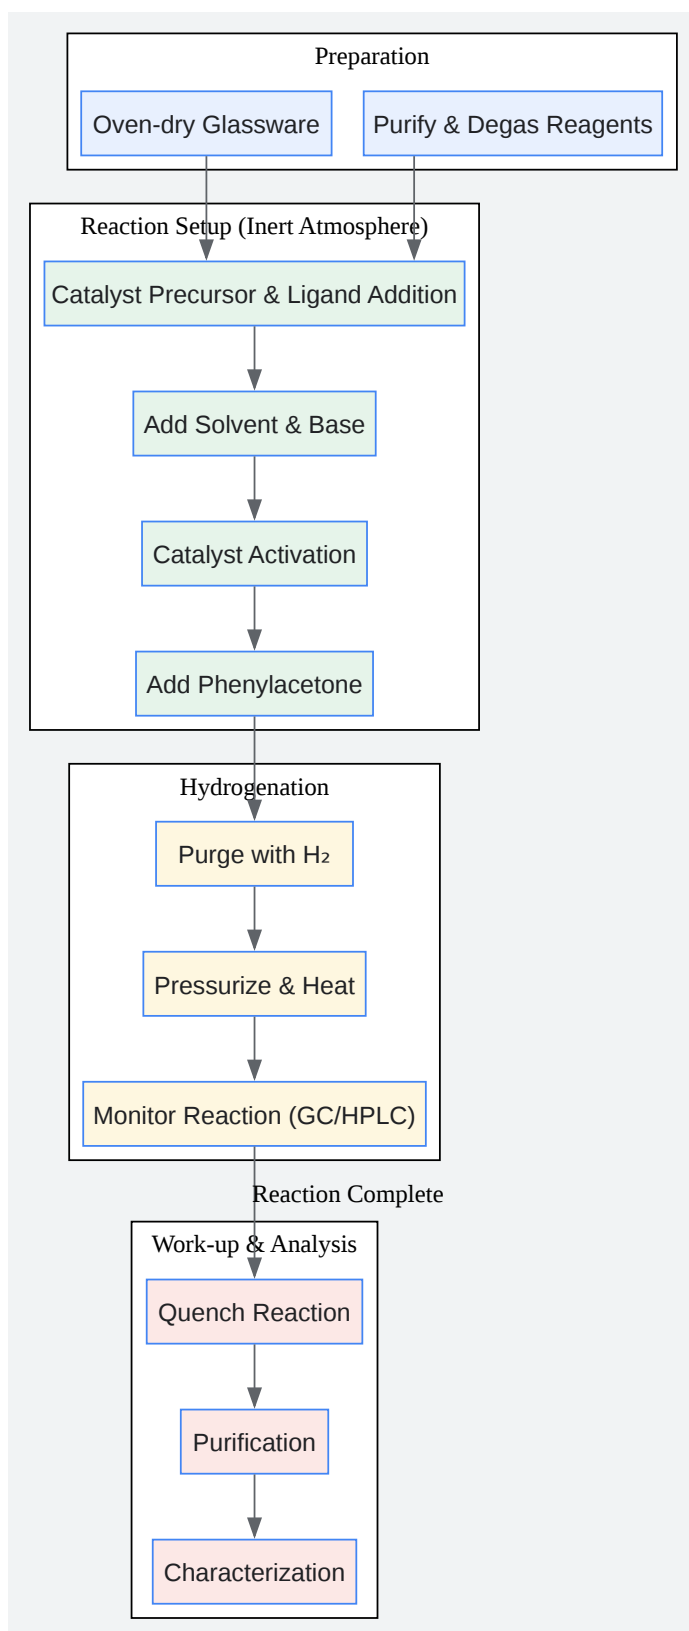 Preparation
Oven-dry Glassware
Purify & Degas Reagents
Reaction Setup (Inert Atmosphere)
Catalyst Precursor & Ligand Addition
Add Solvent & Base
Catalyst Activation
Add Phenylacetone
Hydrogenation
Purge with H₂
Pressurize & Heat
Monitor Reaction (GC/HPLC)
Reaction Complete
Work-up & Analysis
Quench Reaction
Purification
Characterization